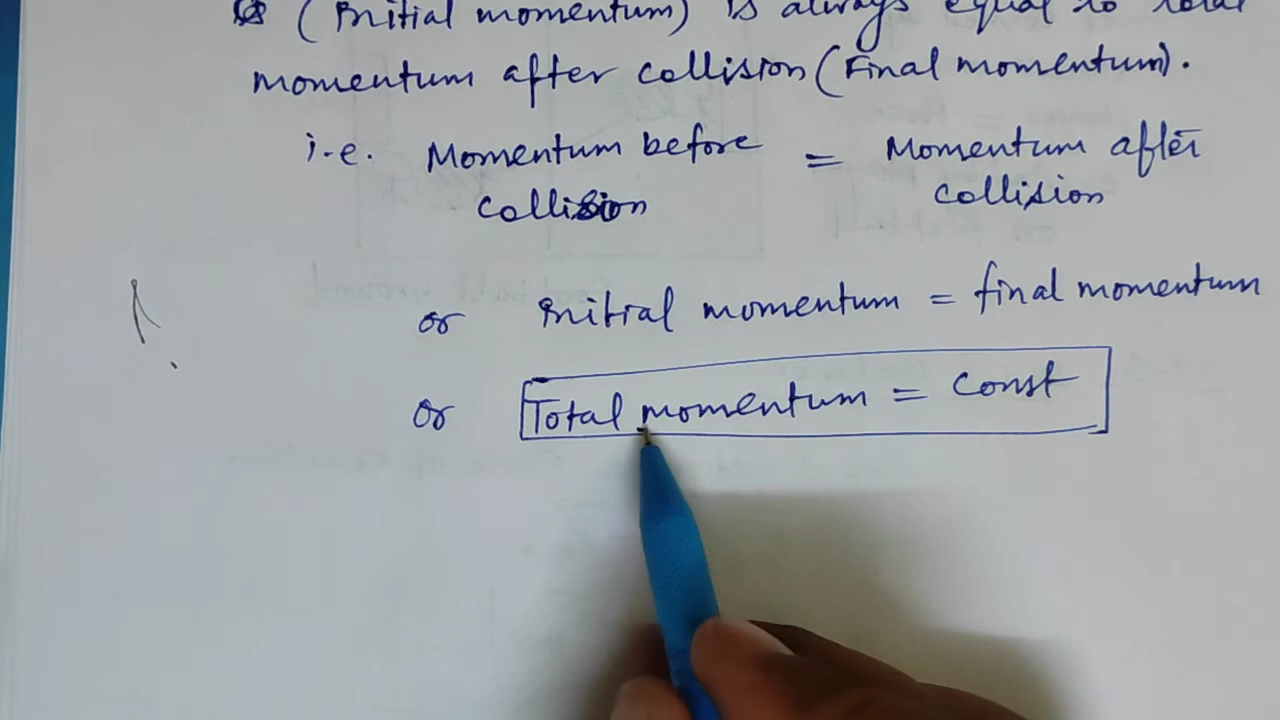 (Initial momentum) is always equal to total
momentum after collision (Final momentum).
i.e. Momentum before = Momentum after
collision collision
or Initial momentum = final momentum
or Total momentum = Const